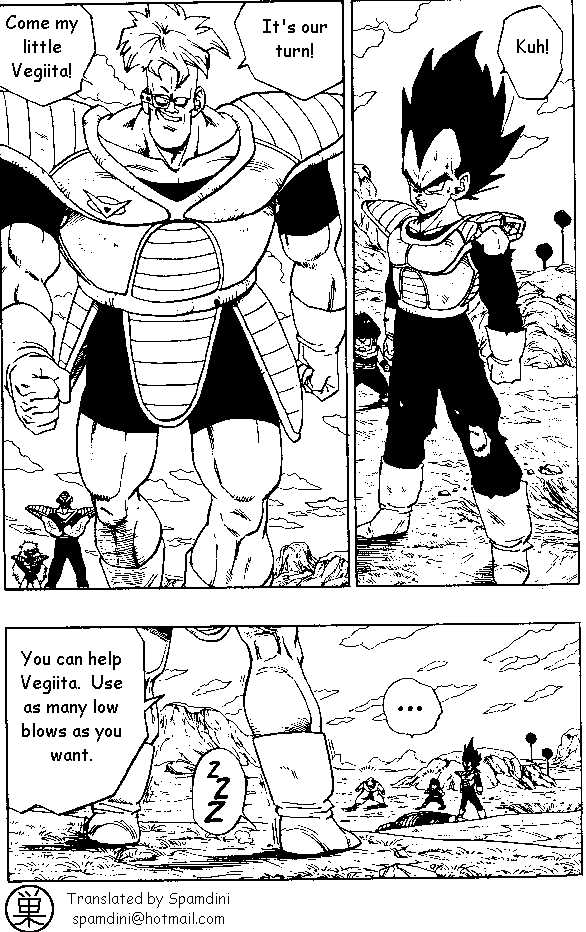 Come my
little
Vegiita!
It's our
turn!
Kuh!
You can help
Vegiita. Use
as many low
blows as you
want.
...
z
z
z
巣
Translated by Spamdini
spamdini@hotmail.com